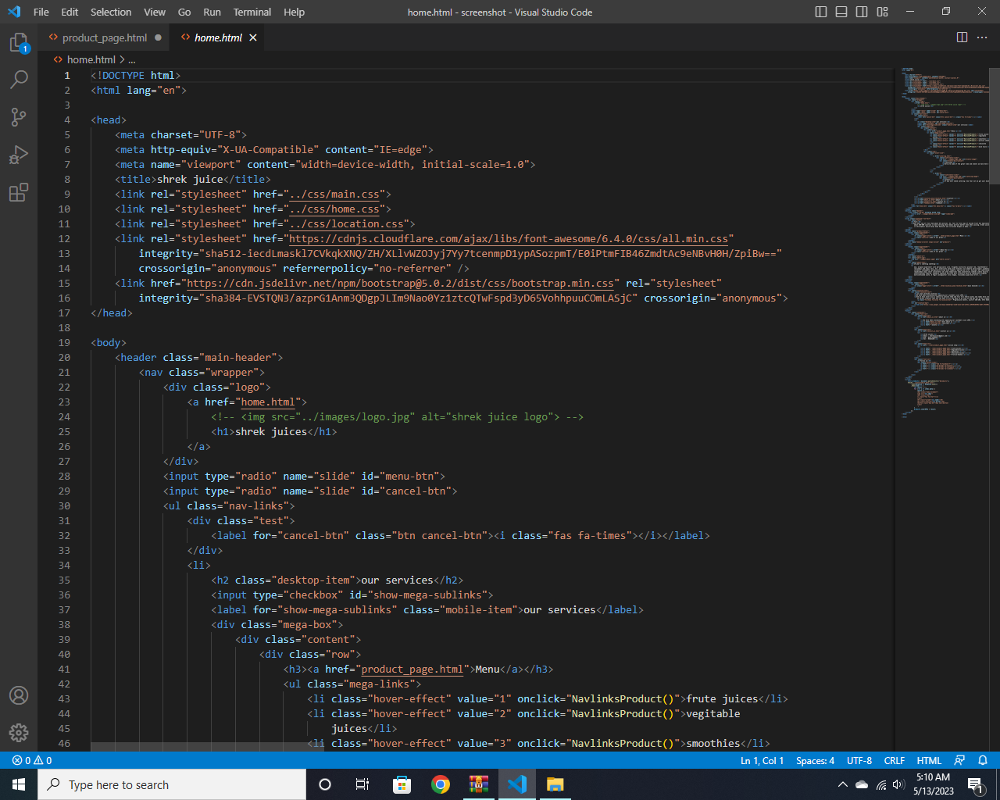 File Edit Selection View Go Run Terminal Help home.html - screenshot - Visual Studio Code
product_page.html home.html
home.html > ...
1 <!DOCTYPE html>
2 <html lang="en">
3
4 <head>
5 <meta charset="UTF-8">
6 <meta http-equiv="X-UA-Compatible" content="IE=edge">
7 <meta name="viewport" content="width=device-width, initial-scale=1.0">
8 <title>shrek juice</title>
9 <link rel="stylesheet" href="../css/main.css">
10 <link rel="stylesheet" href="../css/home.css">
11 <link rel="stylesheet" href="../css/location.css">
12 <link rel="stylesheet" href="https://cdnjs.cloudflare.com/ajax/libs/font-awesome/6.4.0/css/all.min.css"
13 integrity="sha512-iecdLmaskl7CVkqkXNQ/ZH/XLlvWZOJyj7Yy7tcenmpD1ypASozpmT/E0iPtmFIB46ZmdtAc9eNBvH0H/ZpiBw=="
14 crossorigin="anonymous" referrerpolicy="no-referrer" />
15 <link href="https://cdn.jsdelivr.net/npm/bootstrap@5.0.2/dist/css/bootstrap.min.css" rel="stylesheet"
16 integrity="sha384-EVSTQN3/azprG1Anm3QDgpJLIm9Nao0Yz1ztcQTwFspd3yD65VohhpuuCOmLASjC" crossorigin="anonymous">
17 </head>
18
19 <body>
20 <header class="main-header">
21 <nav class="wrapper">
22 <div class="logo">
23 <a href="home.html">
24 <!-- <img src="../images/logo.jpg" alt="shrek juice logo"> -->
25 <h1>shrek juices</h1>
26 </a>
27 </div>
28 <input type="radio" name="slide" id="menu-btn">
29 <input type="radio" name="slide" id="cancel-btn">
30 <ul class="nav-links">
31 <div class="test">
32 <label for="cancel-btn" class="btn cancel-btn"><i class="fas fa-times"></i></label>
33 </div>
34 <li>
35 <h2 class="desktop-item">our services</h2>
36 <input type="checkbox" id="show-mega-sublinks">
37 <label for="show-mega-sublinks" class="mobile-item">our services</label>
38 <div class="mega-box">
39 <div class="content">
40 <div class="row">
41 <h3><a href="product_page.html">Menu</a></h3>
42 <ul class="mega-links">
43 <li class="hover-effect" value="1" onclick="NavlinksProduct()">frute juices</li>
44 <li class="hover-effect" value="2" onclick="NavlinksProduct()">vegitable
45 juices</li>
46 <li class="hover-effect" value="3" onclick="NavlinksProduct()">smoothies</li>
0 0 Ln 1, Col 1 Spaces: 4 UTF-8 CRLF HTML
Type here to search
5:10 AM
5/13/2023
1
1